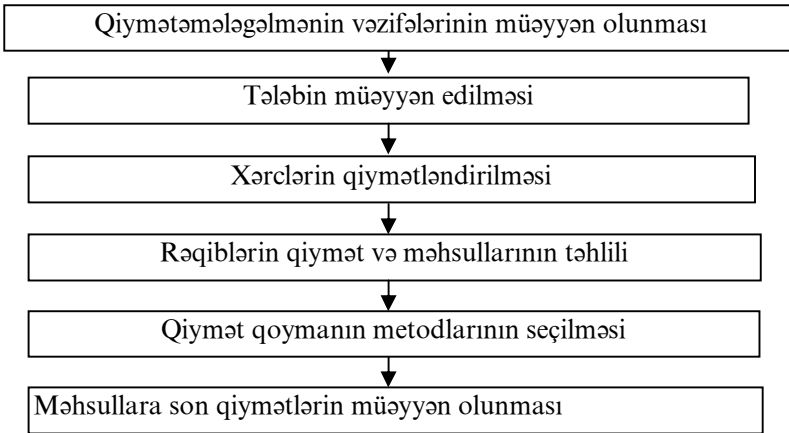 Qiymətəmələgəlmənin vəzifələrinin müəyyən olunması
Tələbin müəyyən edilməsi
Xərclərin qiymətləndirilməsi
Rəqiblərin qiymət və məhsullarının təhlili
Qiymət qoymanın metodlarının seçilməsi
Məhsullara son qiymətlərin müəyyən olunması